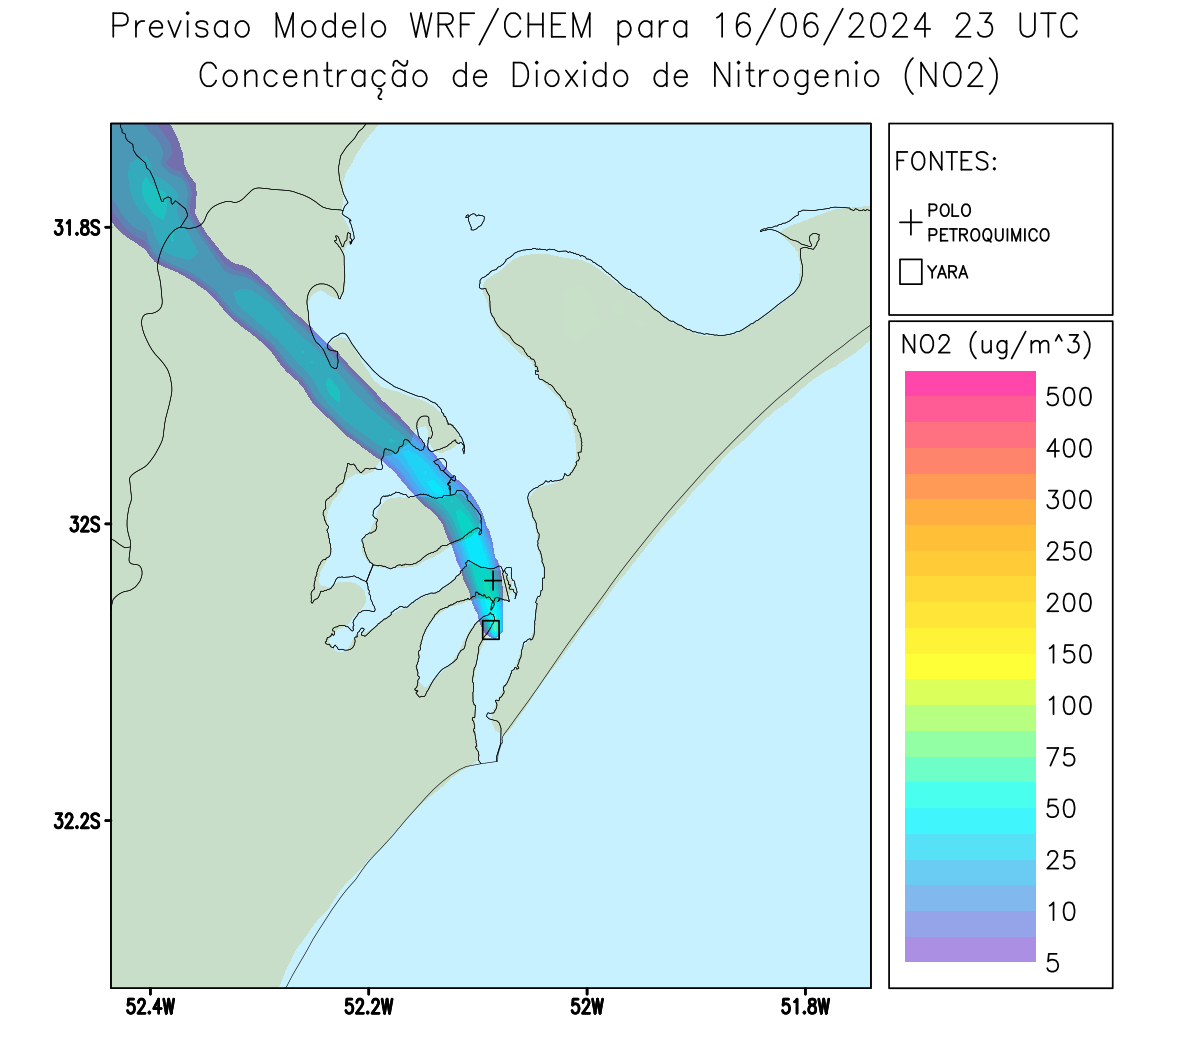 Previsao Modelo WRF/CHEM para 16/06/2024 23 UTC
Concentração de Dioxido de Nitrogenio (NO2)
FONTES:
POLO
PETROQUIMICO
YARA
NO2 (ug/m^3)
500
400
300
250
200
150
100
75
50
25
10
5
31.8S
32S
32.2S
52.4W
52.2W
52W
51.8W